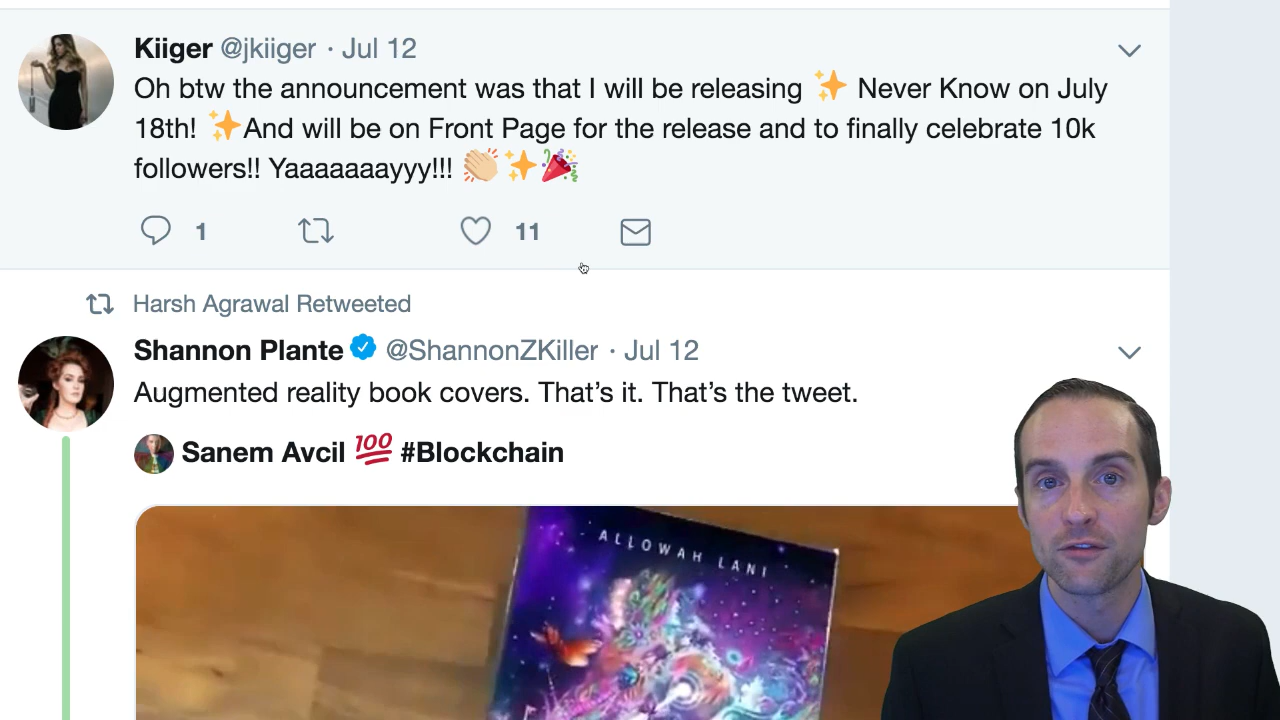 Kiiger @jkiiger · Jul 12
Oh btw the announcement was that I will be releasing ✨ Never Know on July
18th! ✨And will be on Front Page for the release and to finally celebrate 10k
followers!! Yaaaaaaayyy!!! 👏🏼✨🎉
1 11
Harsh Agrawal Retweeted
Shannon Plante @ShannonZKiller · Jul 12
Augmented reality book covers. That’s it. That’s the tweet.
Sanem Avcil 💯 #Blockchain
ALLOWAH LANI